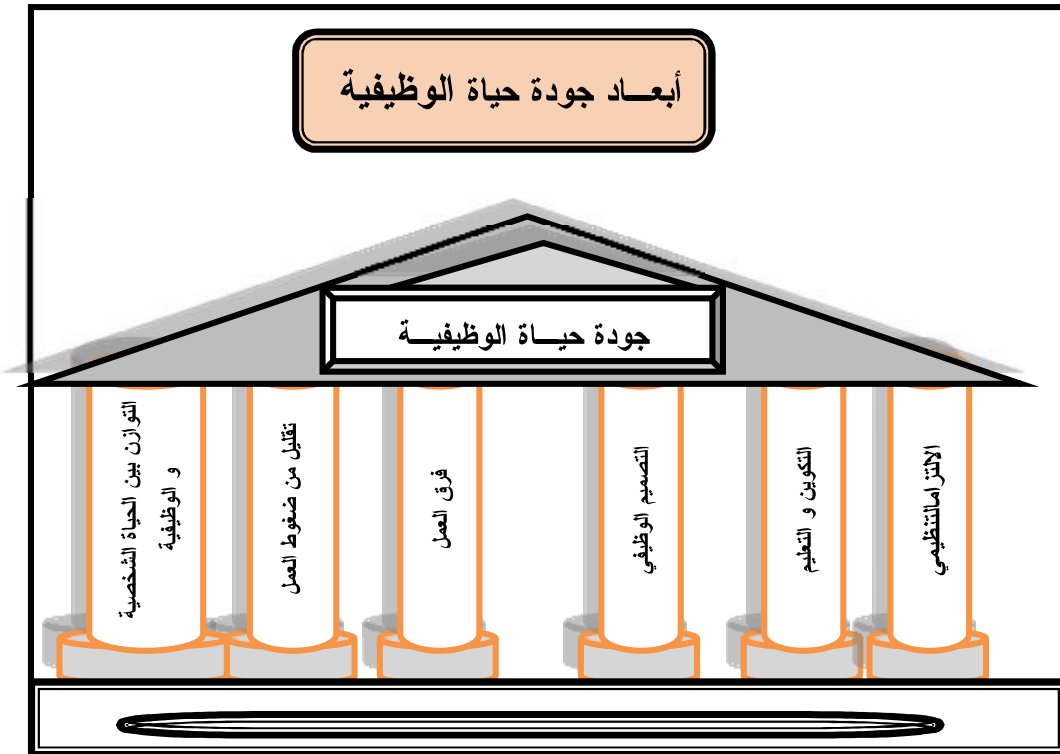 أبعـــاد جودة حياة الوظيفية
جودة حيـــاة الوظيفيـــة
الالتزامالتنظيمي
التكوين و التعليم
التصميم الوظيفي
فرق العمل
تقليل من ضغوط العمل
التوازن بين الحياة الشخصية
و الوظيفية